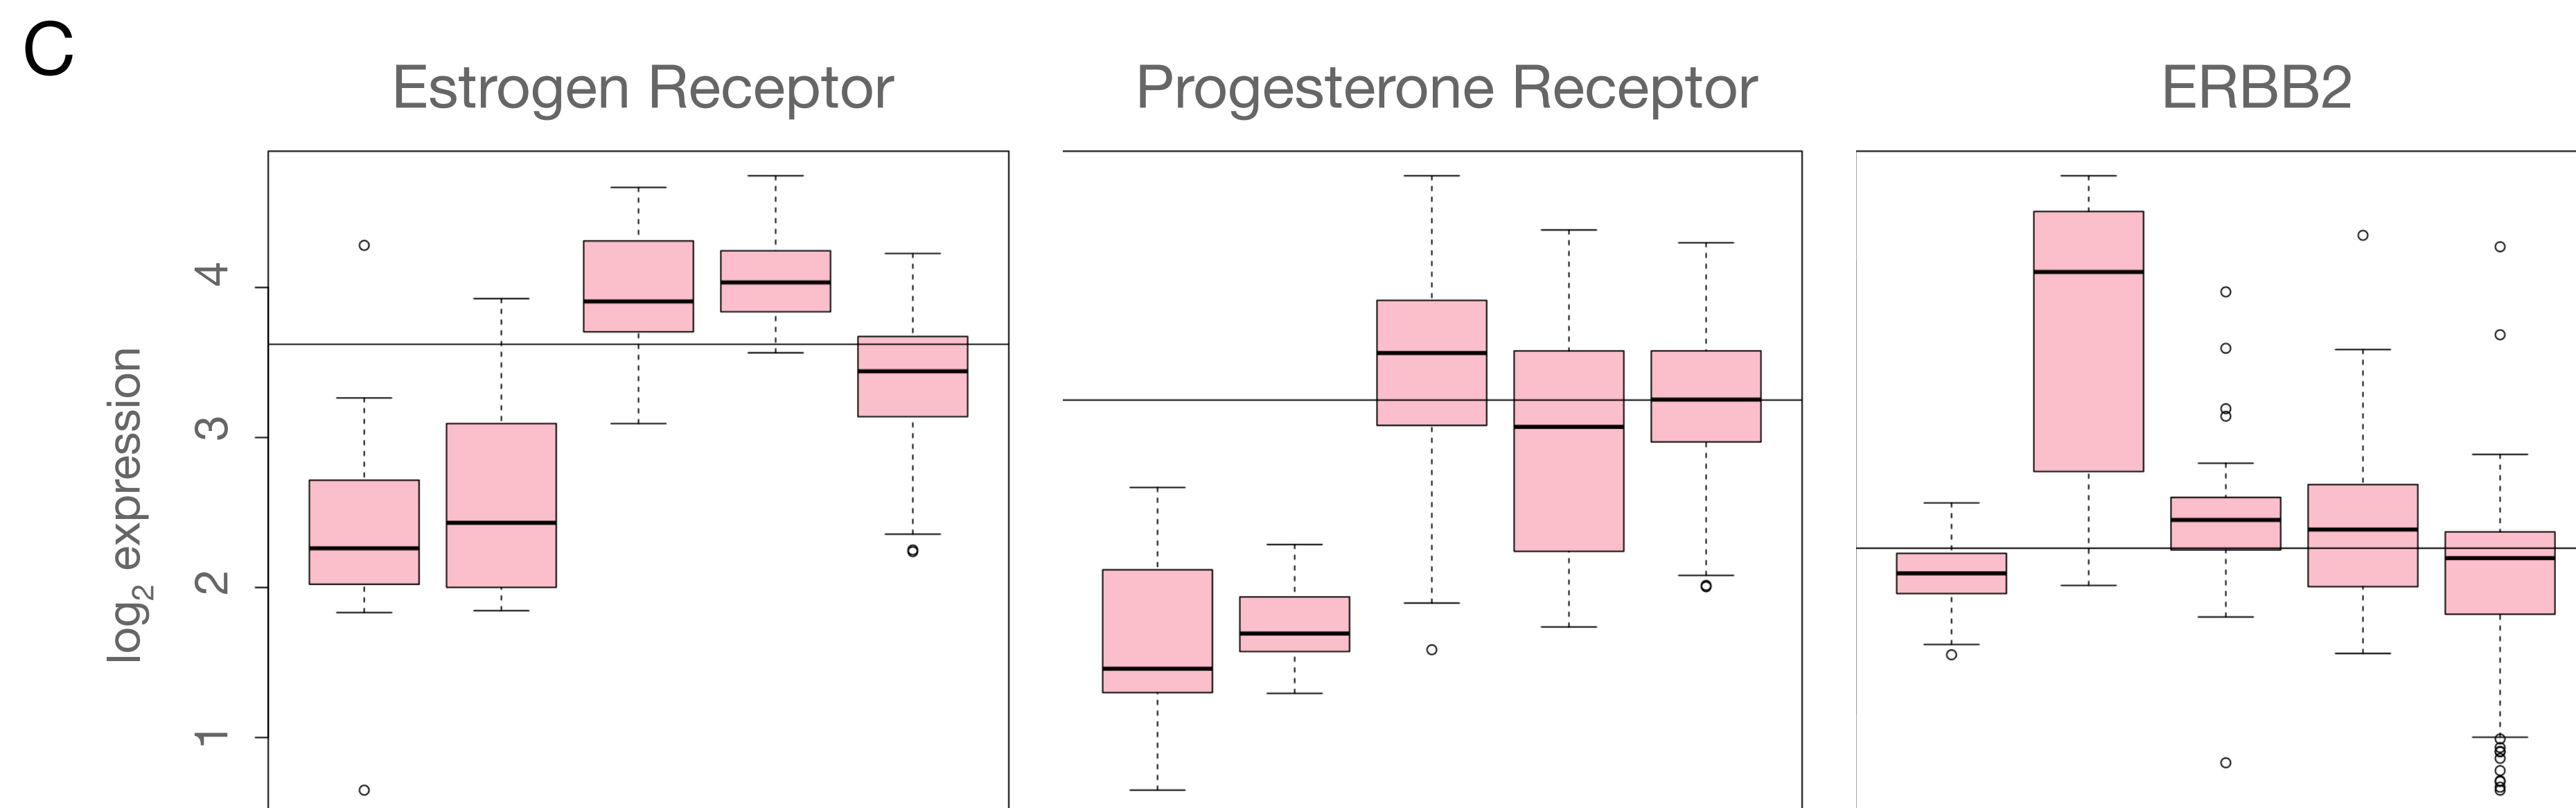 C
Estrogen Receptor
Progesterone Receptor
ERBB2
log2 expression
4
3
2
1